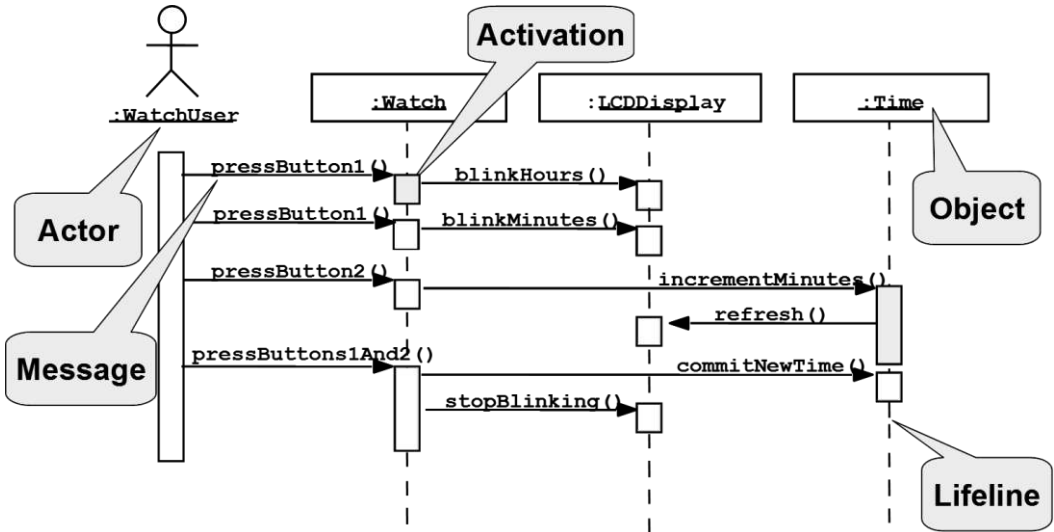 Activation
:WatchUser
:Watch
:LCDDisplay
:Time
pressButton1()
blinkHours()
Actor
pressButton1()
blinkMinutes()
Object
pressButton2()
incrementMinutes()
refresh()
Message
pressButtons1And2()
commitNewTime()
stopBlinking()
Lifeline